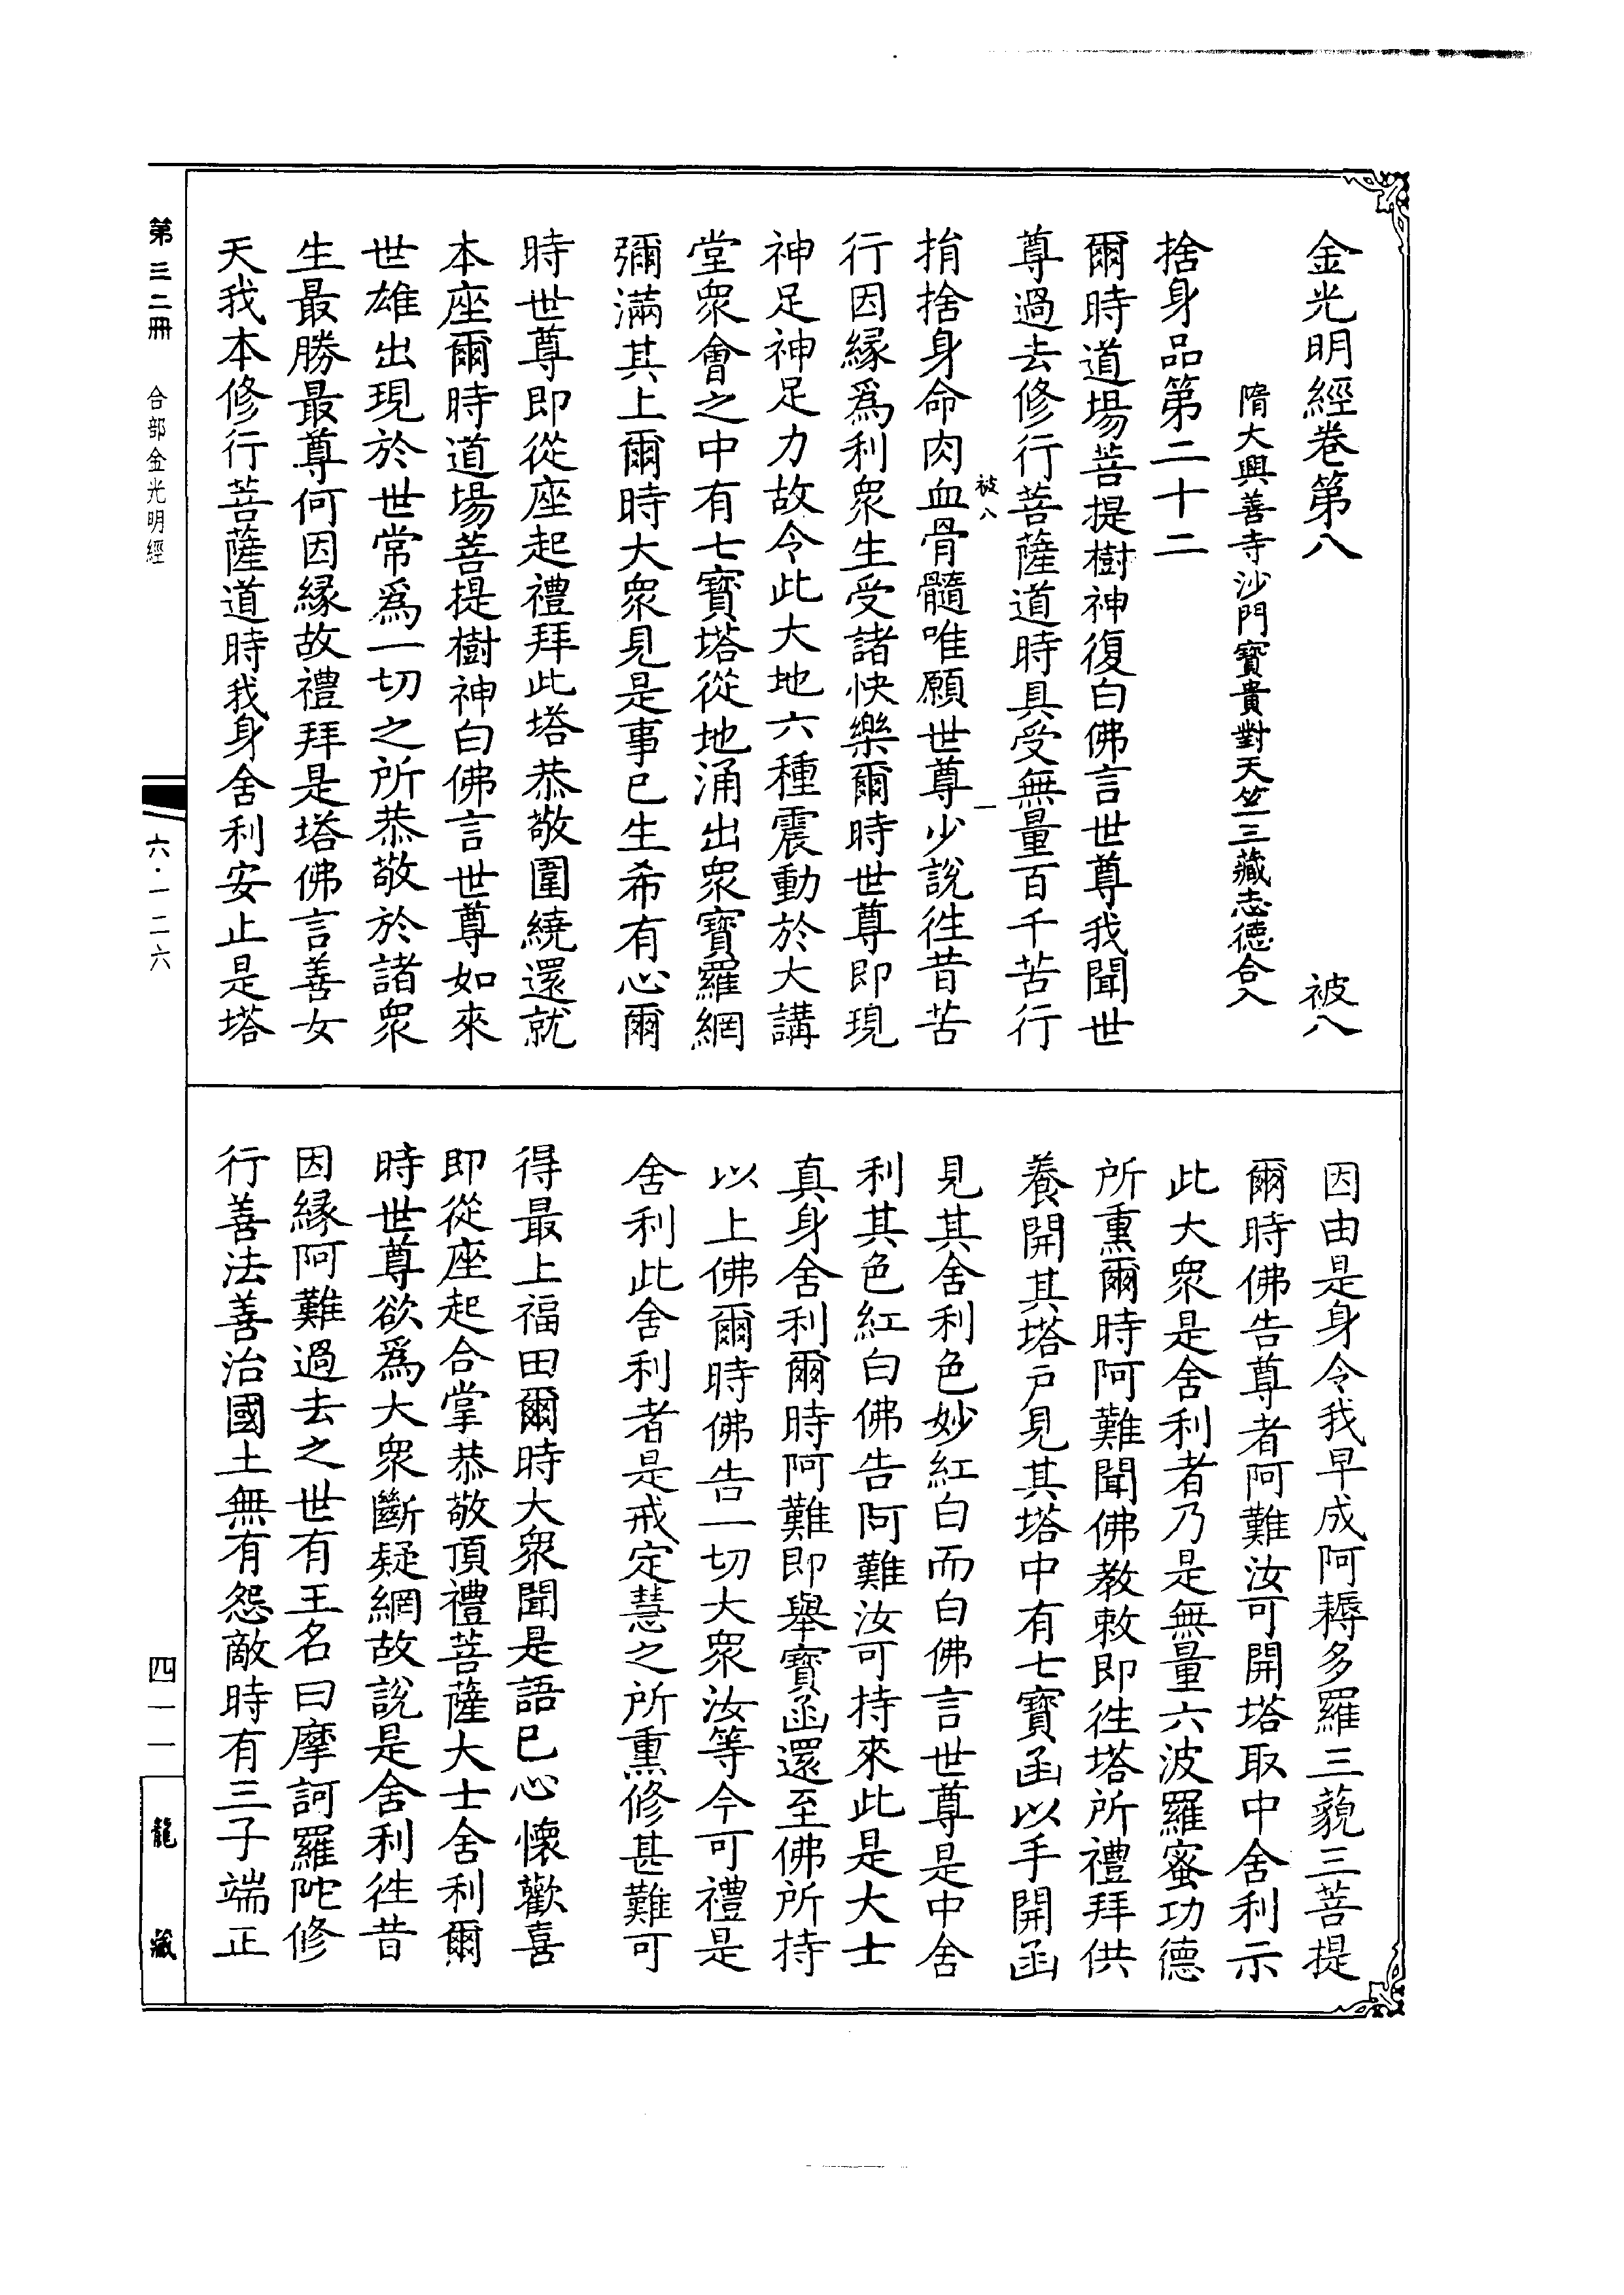 金光明經卷第八　被八
隋大興善寺沙門寶貴對天竺三藏志德合入
捨身品第二十二
爾時道場菩提樹神復白佛言世尊我聞世
尊過去修行菩薩道時具受無量百千苦行
被八　一
捐捨身命肉血骨髓唯願世尊少說徃昔苦
行因緣爲利衆生受諸快樂爾時世尊即現
神足神足力故令此大地六種震動於大講
堂衆會之中有七寶塔從地涌出衆寶羅網
彌滿其上爾時大衆見是事已生希有心爾
時世尊即從座起禮拜此塔恭敬圍繞還就
本座爾時道場菩提樹神白佛言世尊如來
世雄出現於世常爲一切之所恭敬於諸衆
生最勝最尊何因緣故禮拜是塔佛言善女
天我本修行菩薩道時我身舍利安止是塔
因由是身令我早成阿耨多羅三藐三菩提
爾時佛告尊者阿難汝可開塔取中舍利示
此大衆是舍利者乃是無量六波羅蜜功德
所熏爾時阿難聞佛教敕即徃塔所禮拜供
養開其塔戶見其塔中有七寶函以手開函
見其舍利色妙紅白而白佛言世尊是中舍
利其色紅白佛告阿難汝可持來此是大士
真身舍利爾時阿難即舉寶函還至佛所持
以上佛爾時佛告一切大衆汝等今可禮是
舍利此舍利者是戒定慧之所熏修甚難可
得最上福田爾時大衆聞是語已心懷歡喜
即從座起合掌恭敬頂禮菩薩大士舍利爾
時世尊欲爲大衆斷疑網故說是舍利徃昔
因緣阿難過去之世有王名曰摩訶羅陀修
行善法善治國土無有怨敵時有三子端正
第三二冊　合部金光明經
六·一二六
四一一
龍藏